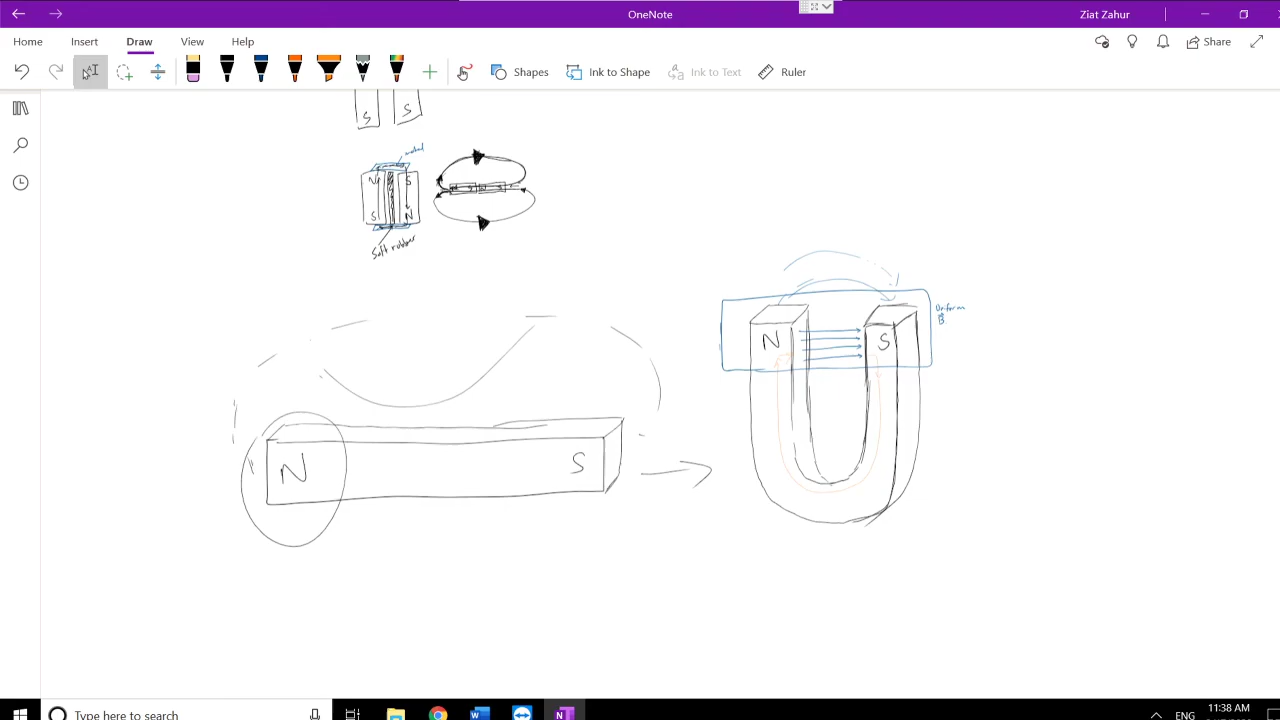 OneNote
Ziat Zahur
Home
Insert
Draw
View
Help
Share
Shapes
Ink to Shape
Ink to Text
Ruler
S S
N S
S N
Soft rubber
N S N S
Uniform
B
N S
N S
Type here to search
ENG
11:38 AM